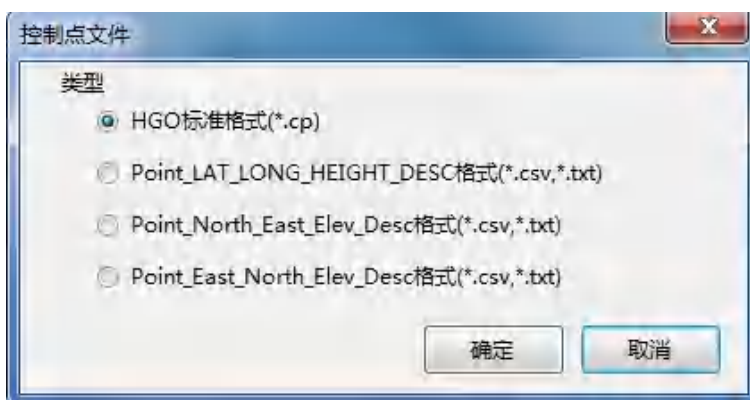 控制点文件
类型
HGO标准格式(*.cp)
Point_LAT_LONG_HEIGHT_DESC格式(*.csv,*.txt)
Point_North_East_Elev_Desc格式(*.csv,*.txt)
Point_East_North_Elev_Desc格式(*.csv,*.txt)
确定 取消